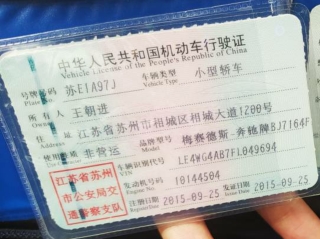 中华人民共和国机动车行驶证
Vehicle License of the People's Republic of China
号牌号码 苏E1A97J 车辆类型 小型轿车
Plate Vehicle Type
所有人 王朝进
Owner
住址 江苏省苏州市相城区相城大道1200号
使用性质 非营运 品牌型号 梅赛德斯-奔驰牌BJ7164F
江苏省苏州
市公安局交
通警察支队
车辆识别代号 LE4WG4AB7FL049694
VIN
发动机号码 10144504
Engine No.
注册日期 2015-09-25 发证日期 2015-09-25
Register Date Issue Date